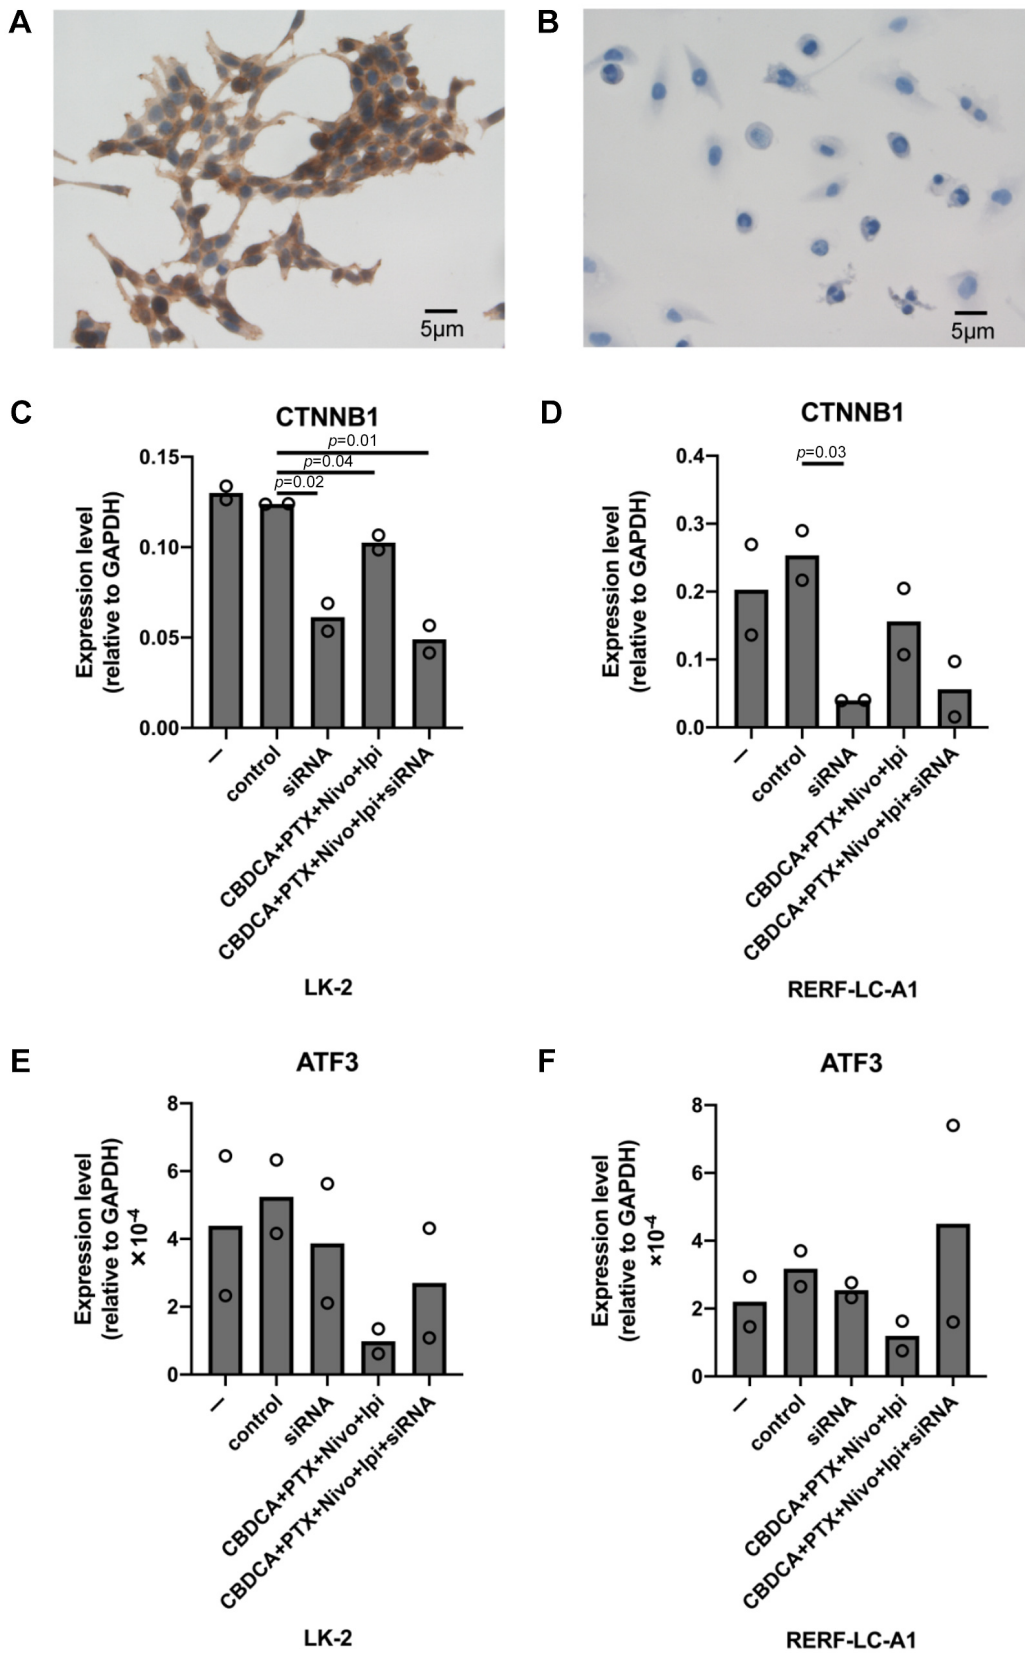 A
B
5μm
5μm
C
D
CTNNB1
CTNNB1
p=0.01
p=0.04
p=0.02
p=0.03
Expression level
(relative to GAPDH)
0.15
0.10
0.05
0.00
Expression level
(relative to GAPDH)
0.4
0.3
0.2
0.1
0.0
—
control
siRNA
CBDCA+PTX+Nivo+Ipi
CBDCA+PTX+Nivo+Ipi+siRNA
—
control
siRNA
CBDCA+PTX+Nivo+Ipi
CBDCA+PTX+Nivo+Ipi+siRNA
LK-2
RERF-LC-A1
E
F
ATF3
ATF3
Expression level
(relative to GAPDH)
×10⁻⁴
8
6
4
2
0
Expression level
(relative to GAPDH)
×10⁻⁴
8
6
4
2
0
—
control
siRNA
CBDCA+PTX+Nivo+Ipi
CBDCA+PTX+Nivo+Ipi+siRNA
—
control
siRNA
CBDCA+PTX+Nivo+Ipi
CBDCA+PTX+Nivo+Ipi+siRNA
LK-2
RERF-LC-A1